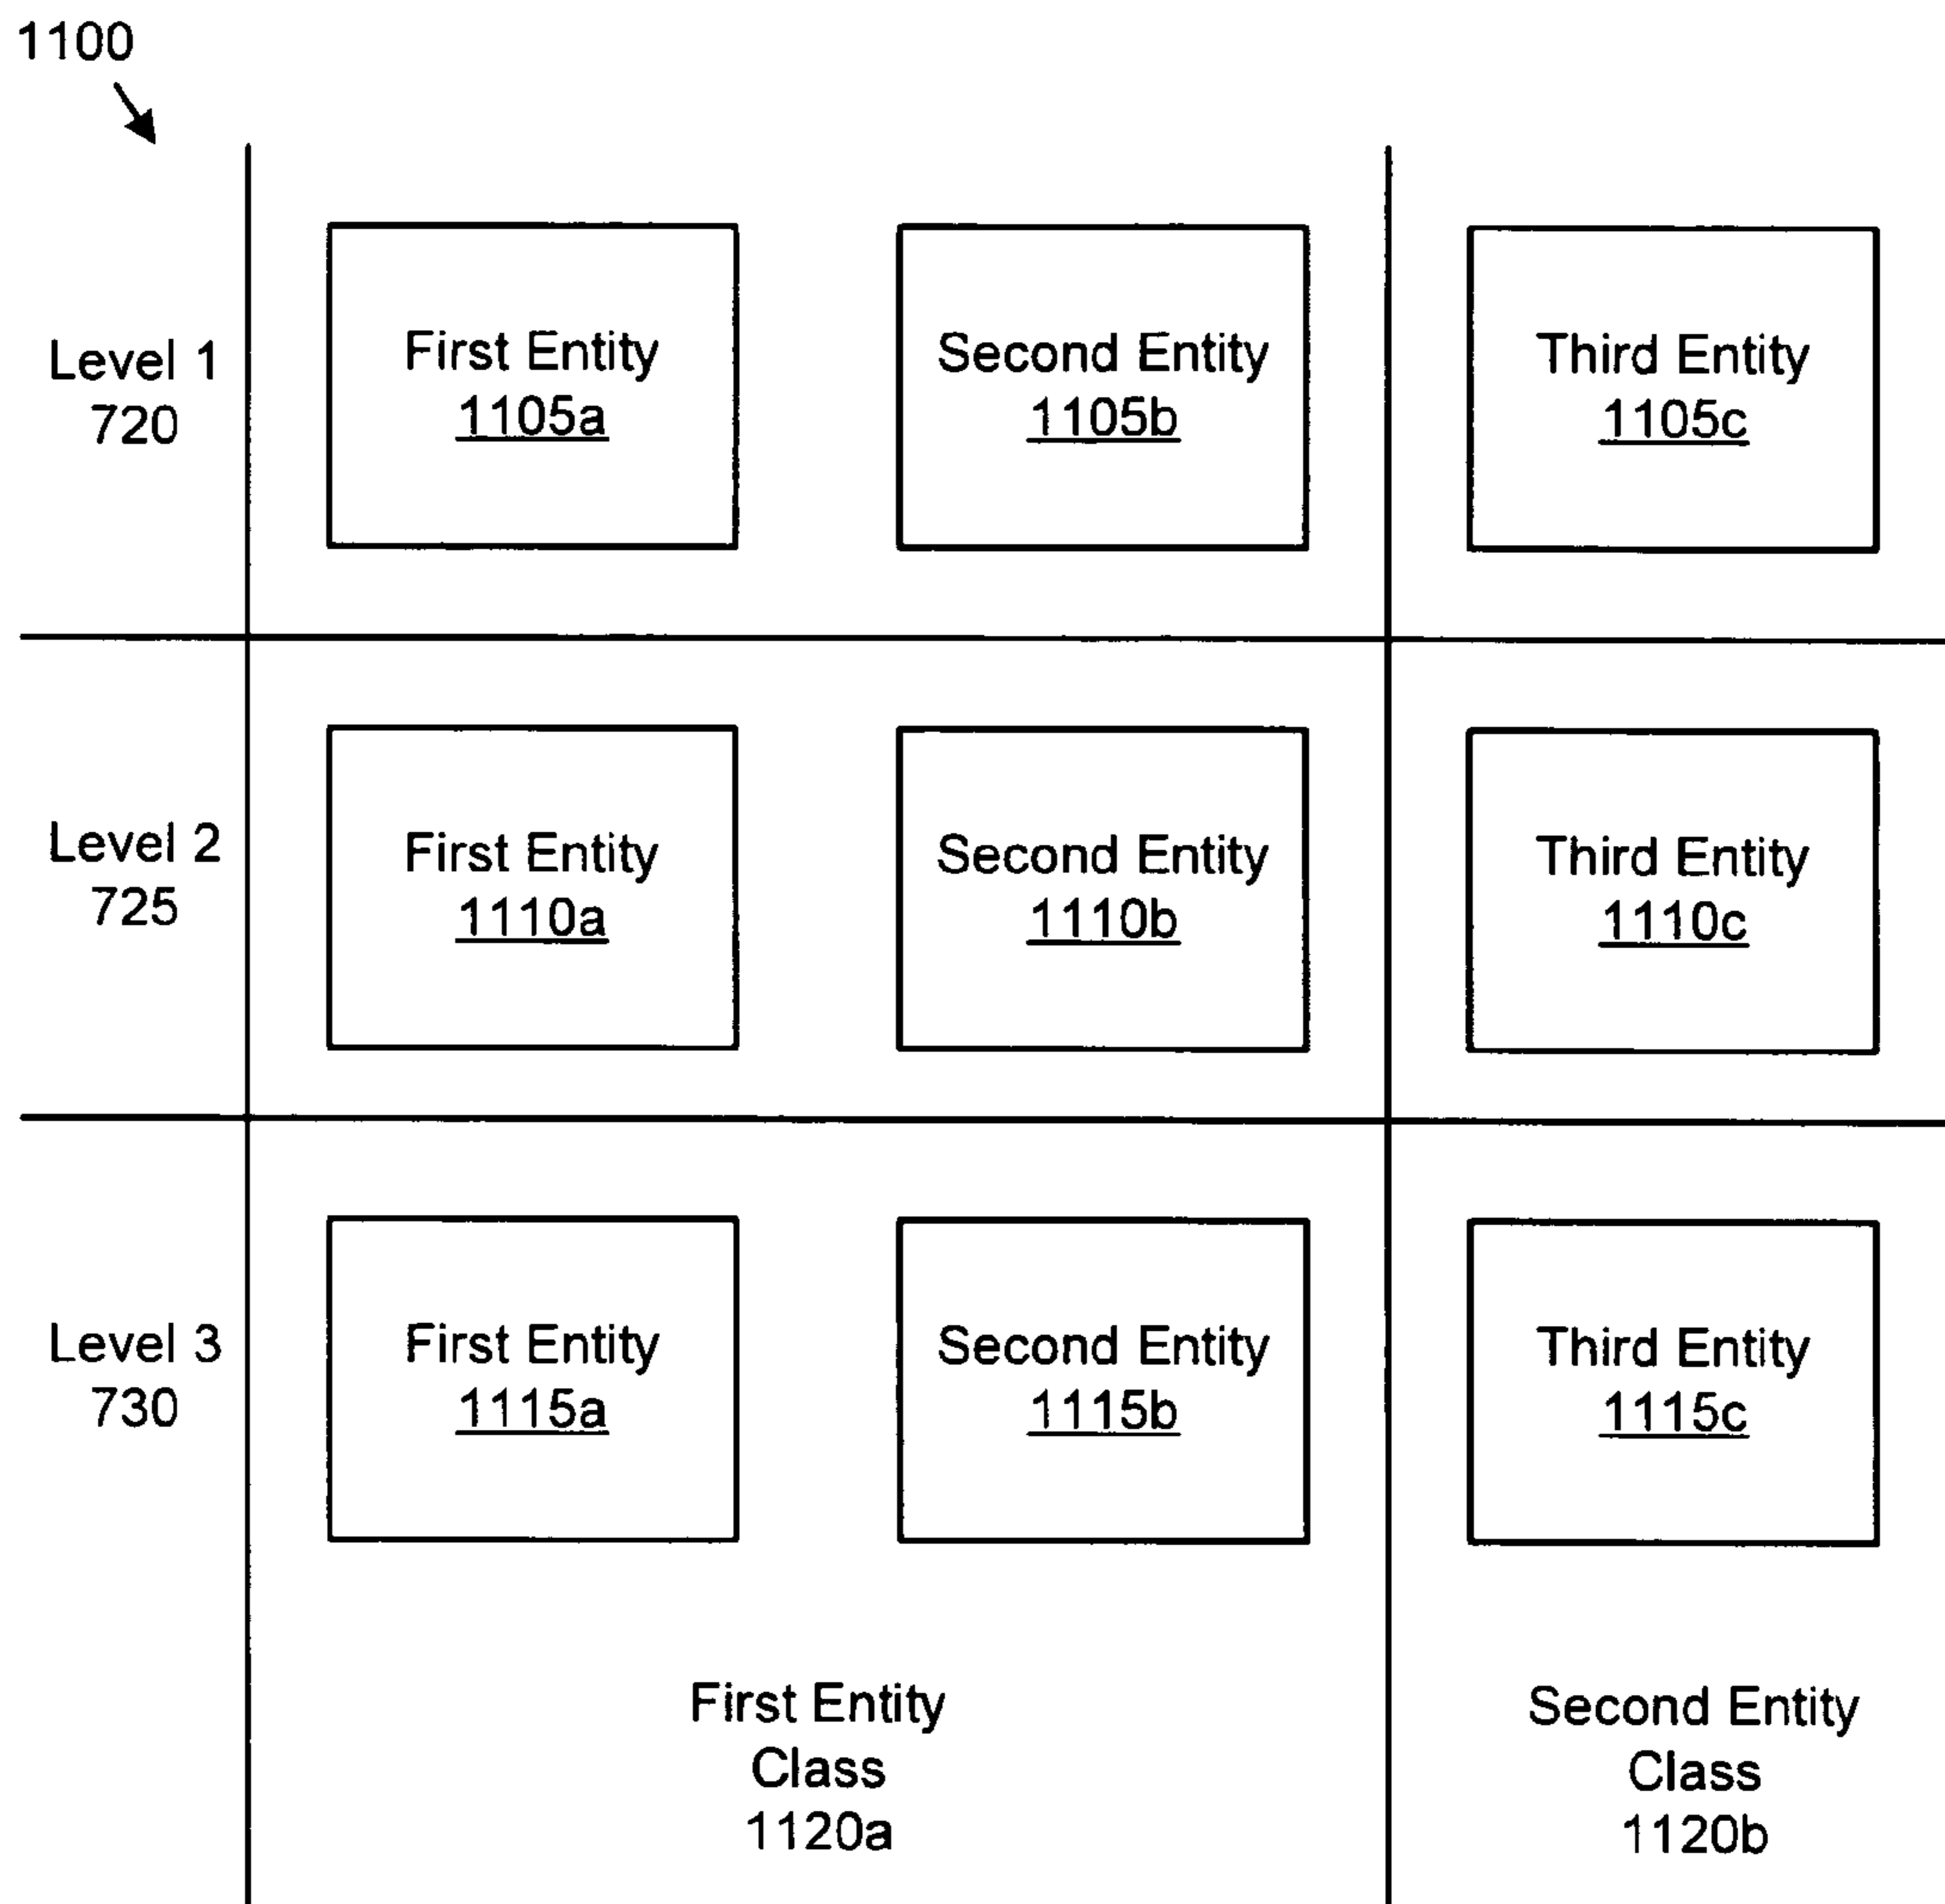 1100
Level 1
720
First Entity
1105a
Second Entity
1105b
Third Entity
1105c
Level 2
725
First Entity
1110a
Second Entity
1110b
Third Entity
1110c
Level 3
730
First Entity
1115a
Second Entity
1115b
Third Entity
1115c
First Entity
Class
1120a
Second Entity
Class
1120b